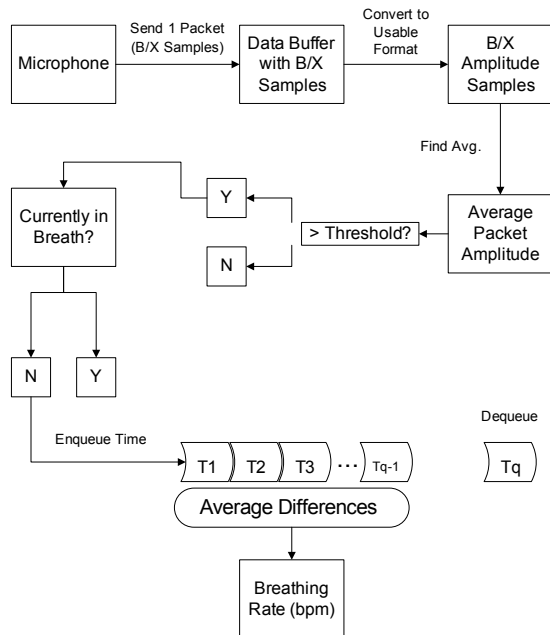 Send 1 Packet
(B/X Samples)
Convert to
Usable
Format
Microphone
Data Buffer
with B/X
Samples
B/X
Amplitude
Samples
Find Avg.
Currently in
Breath?
Y
N
> Threshold?
Average
Packet
Amplitude
N
Y
Enqueue Time
Dequeue
T1
T2
T3
...
Tq-1
Tq
Average Differences
Breathing
Rate (bpm)